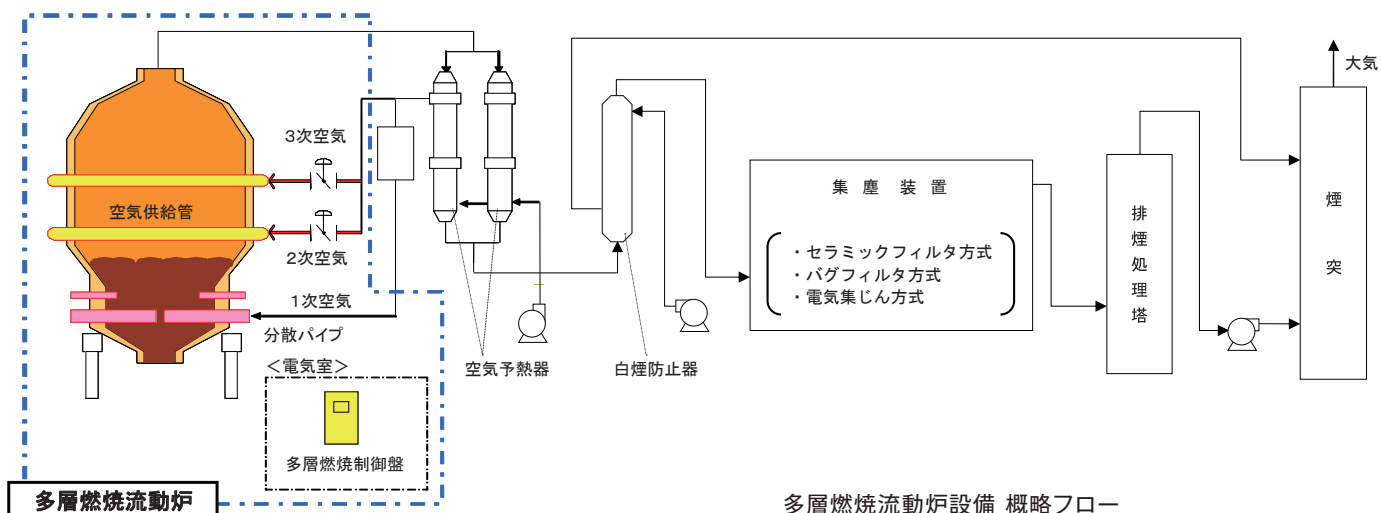 大気
3次空気
空気供給管
2次空気
1次空気
分散パイプ
<電気室>
多層燃焼制御盤
多層燃焼流動炉
空気予熱器
白煙防止器
集塵装置
・セラミックフィルタ方式
・バグフィルタ方式
・電気集じん方式
排煙処理塔
煙突
多層燃焼流動炉設備 概略フロー